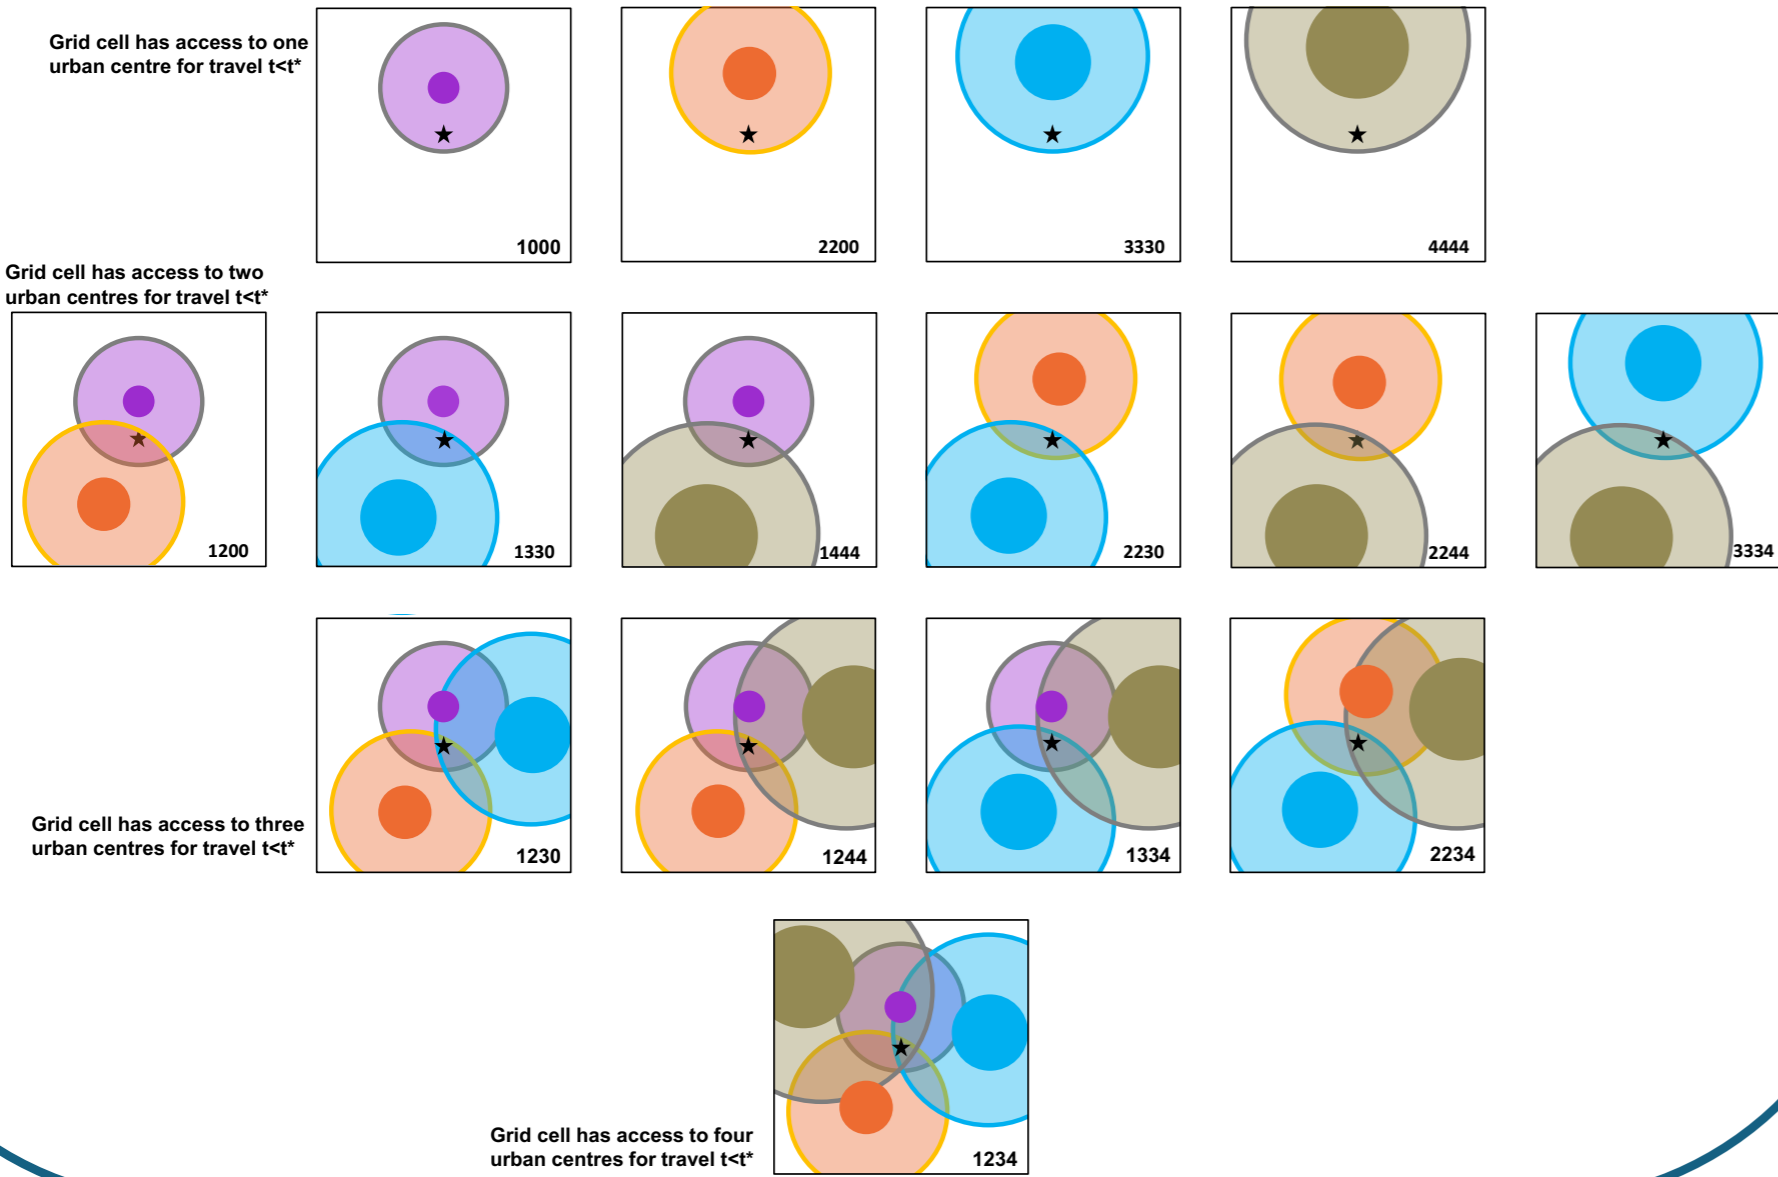 Grid cell has access to one
urban centre for travel t<t*
1000
2200
3330
4444
Grid cell has access to two
urban centres for travel t<t*
1200
1330
1444
2230
2244
3334
Grid cell has access to three
urban centres for travel t<t*
1230
1244
1334
2234
Grid cell has access to four
urban centres for travel t<t*
1234